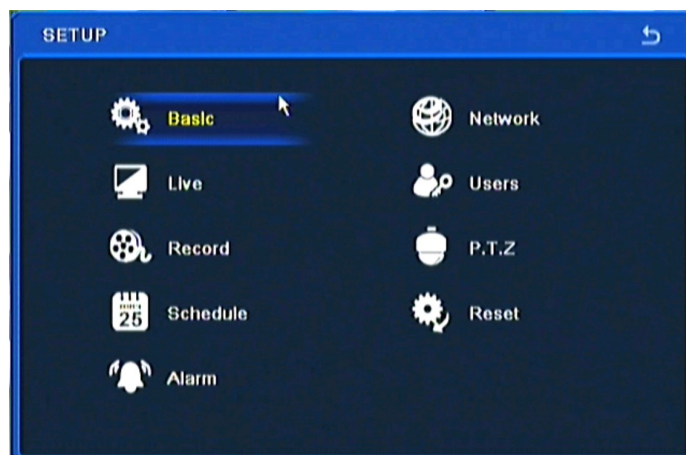 SETUP
Basic
Live
Record
Schedule
25
Alarm
Network
Users
P.T.Z
Reset